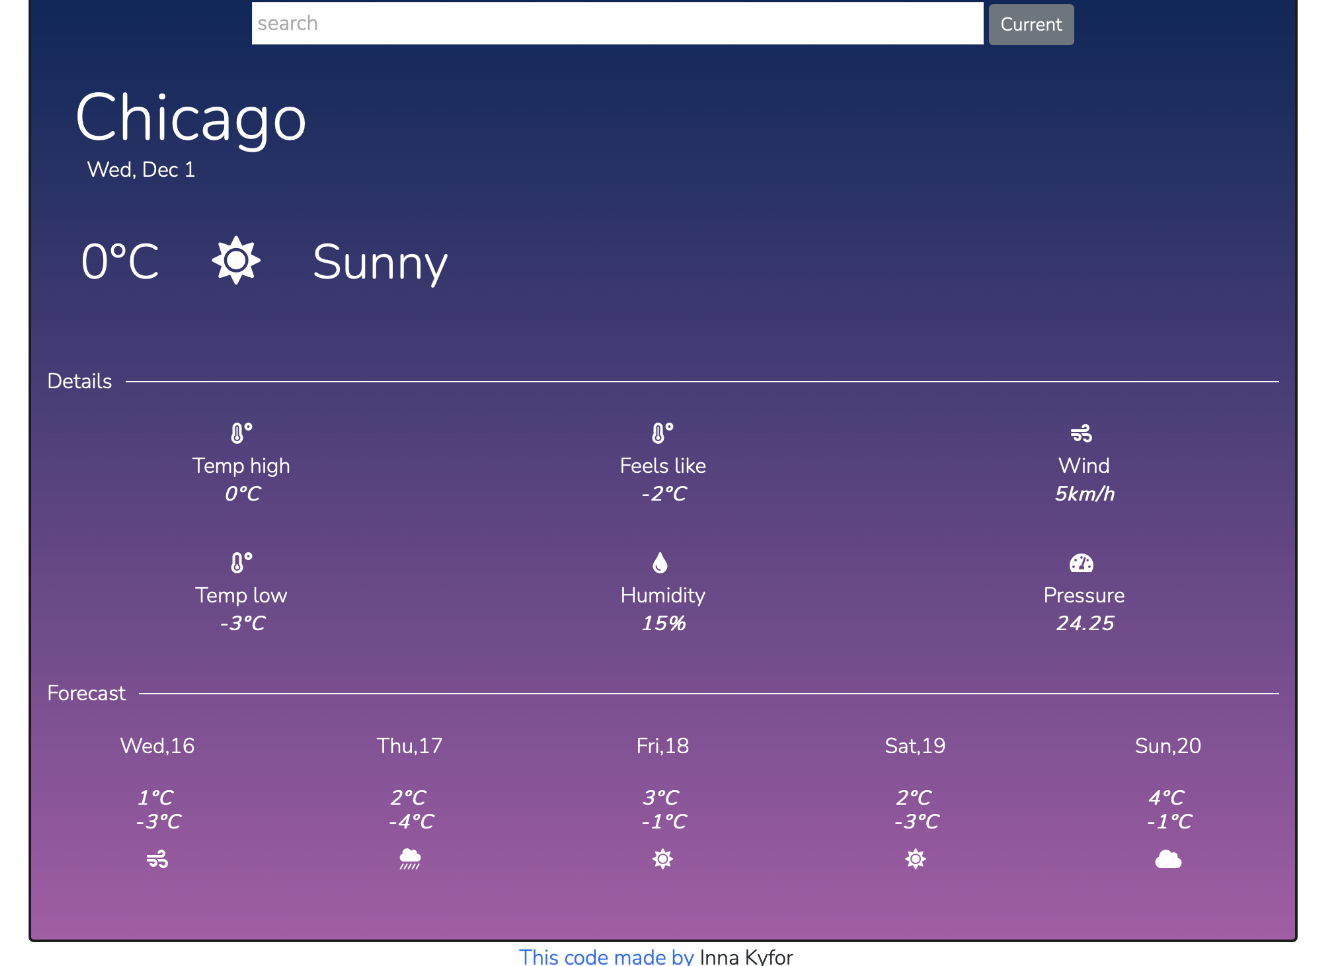 search
Current
Chicago
Wed, Dec 1
0°C Sunny
Details
Temp high
0°C
Feels like
-2°C
Wind
5km/h
Temp low
-3°C
Humidity
15%
Pressure
24.25
Forecast
Wed,16
Thu,17
Fri,18
Sat,19
Sun,20
1°C
-3°C
2°C
-4°C
3°C
-1°C
2°C
-3°C
4°C
-1°C
This code made by Inna Kyfor